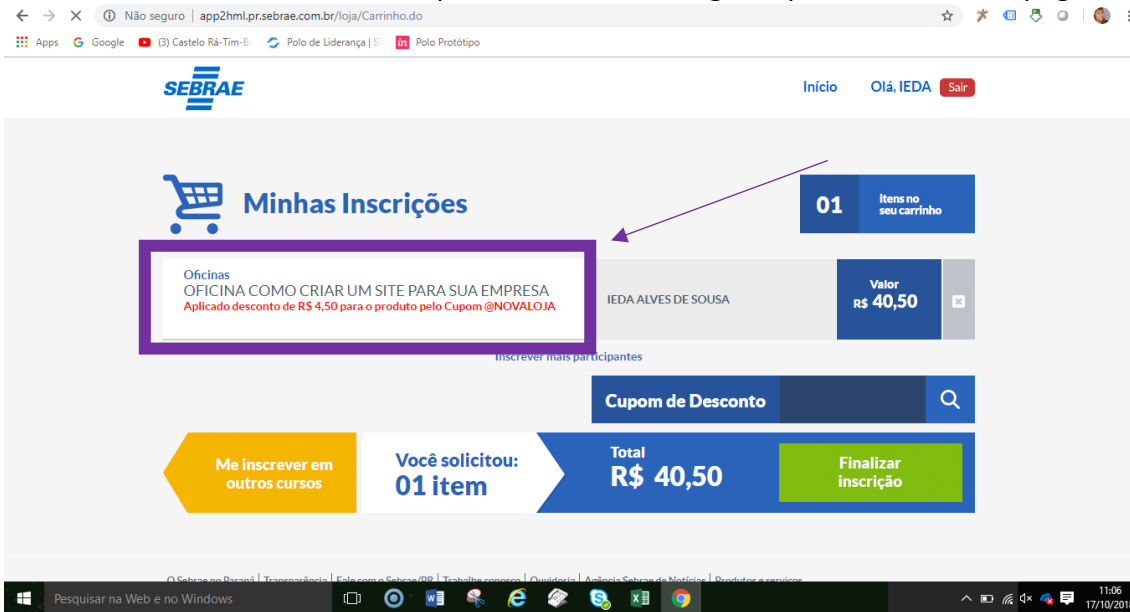 Não seguro | app2hml.pr.sebrae.com.br/loja/Carrinho.do
Apps Google (3) Castelo Rá-Tim-B Polo de Liderança | S Polo Protótipo
SEBRAE
Início Olá, IEDA Sair
Minhas Inscrições
01 Itens no
seu carrinho
Oficinas
OFICINA COMO CRIAR UM SITE PARA SUA EMPRESA
Aplicado desconto de R$ 4,50 para o produto pelo Cupom @NOVALOJA
IEDA ALVES DE SOUSA
Valor
R$ 40,50
Inscrever mais participantes
Cupom de Desconto
Me inscrever em
outros cursos
Você solicitou:
01 item
Total
R$ 40,50
Finalizar
inscrição
O Sebrae no Paraná | Transparência | Fale com o Sebrae/PR | Trabalhe conosco | Ouvidoria | Agência Sebrae de Notícias | Produtos e serviços
Pesquisar na Web e no Windows
11:06
17/10/201